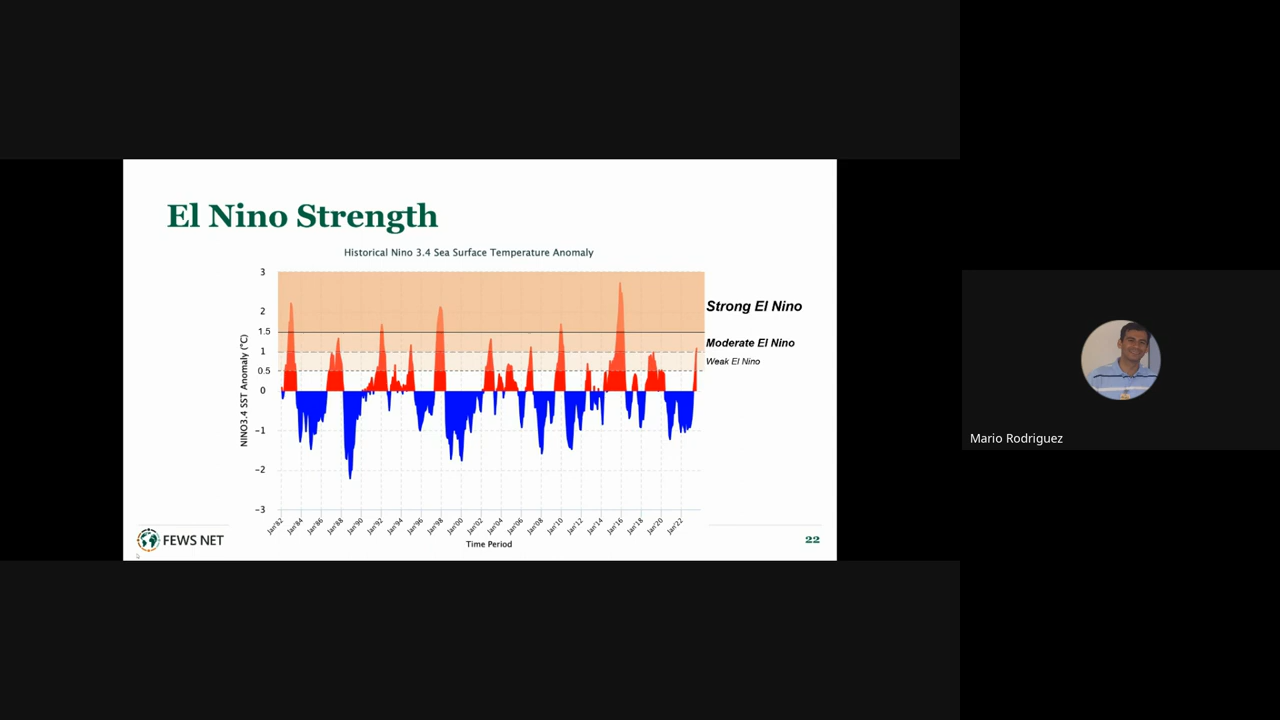 El Nino Strength
Historical Nino 3.4 Sea Surface Temperature Anomaly
3
2
1.5
1
0.5
0
−1
−2
−3
NINO3.4 SST Anomaly (°C)
Strong El Nino
Moderate El Nino
Weak El Nino
Jan'82 Jan'84 Jan'86 Jan'88 Jan'90 Jan'92 Jan'94 Jan'96 Jan'98 Jan'00 Jan'02 Jan'04 Jan'06 Jan'08 Jan'10 Jan'12 Jan'14 Jan'16 Jan'18 Jan'20 Jan'22
Time Period
FEWS NET
22
Mario Rodriguez